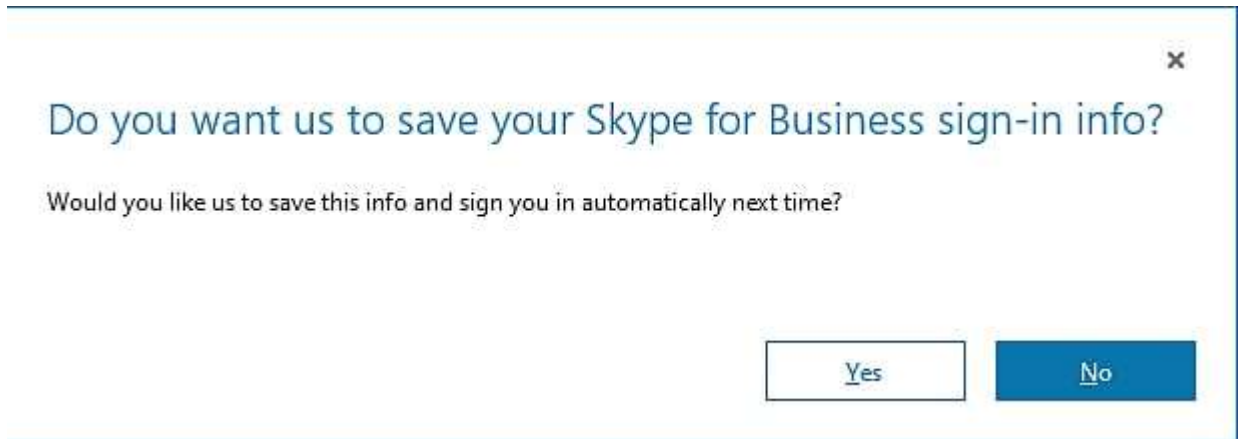 Do you want us to save your Skype for Business sign-in info?
Would you like us to save this info and sign you in automatically next time?
Yes
No